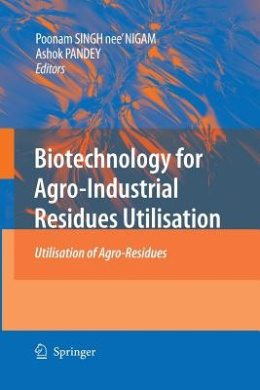 Poonam SINGH nee' NIGAM
Ashok PANDEY
Editors
Biotechnology for
Agro-Industrial
Residues Utilisation
Utilisation of Agro-Residues
Springer